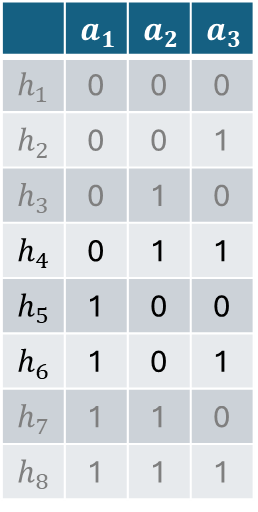 a₁ a₂ a₃
h₁ 0 0 0
h₂ 0 0 1
h₃ 0 1 0
h₄ 0 1 1
h₅ 1 0 0
h₆ 1 0 1
h₇ 1 1 0
h₈ 1 1 1